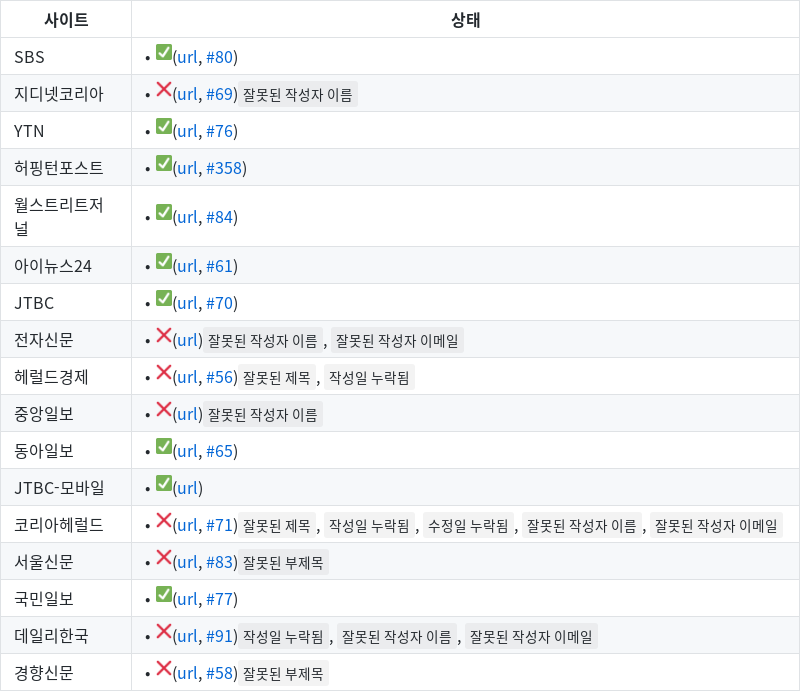 사이트 상태
SBS • ✅(url, #80)
지디넷코리아 • ❌(url, #69) 잘못된 작성자 이름
YTN • ✅(url, #76)
허핑턴포스트 • ✅(url, #358)
월스트리트저
널 • ✅(url, #84)
아이뉴스24 • ✅(url, #61)
JTBC • ✅(url, #70)
전자신문 • ❌(url) 잘못된 작성자 이름 , 잘못된 작성자 이메일
헤럴드경제 • ❌(url, #56) 잘못된 제목 , 작성일 누락됨
중앙일보 • ❌(url) 잘못된 작성자 이름
동아일보 • ✅(url, #65)
JTBC-모바일 • ✅(url)
코리아헤럴드 • ❌(url, #71) 잘못된 제목 , 작성일 누락됨 , 수정일 누락됨 , 잘못된 작성자 이름 , 잘못된 작성자 이메일
서울신문 • ❌(url, #83) 잘못된 부제목
국민일보 • ✅(url, #77)
데일리한국 • ❌(url, #91) 작성일 누락됨 , 잘못된 작성자 이름 , 잘못된 작성자 이메일
경향신문 • ❌(url, #58) 잘못된 부제목